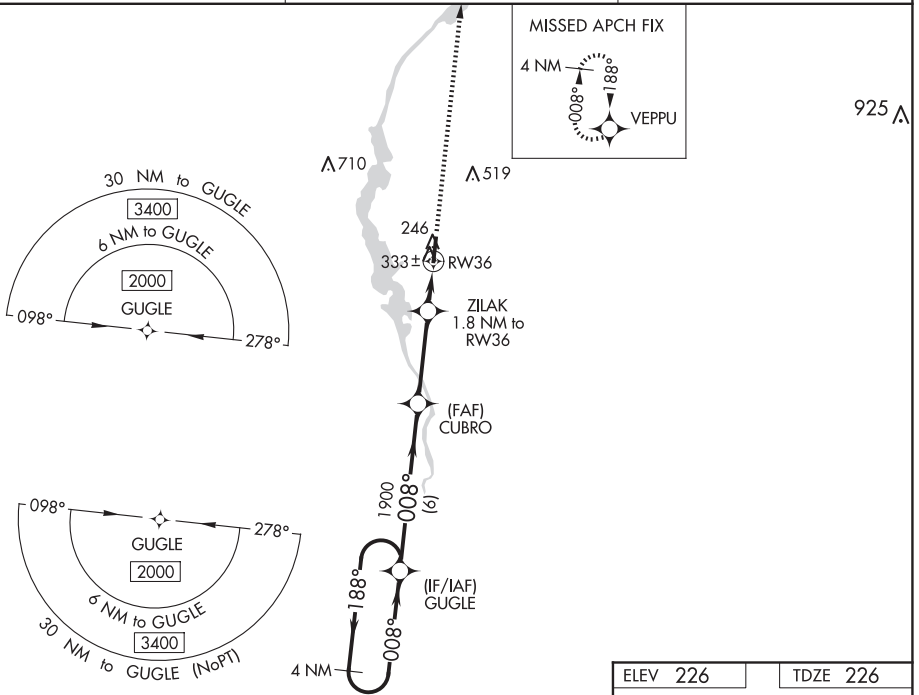 MISSED APCH FIX
4 NM
188°
008°
VEPPU
925
710
519
30 NM to GUGLE
3400
6 NM to GUGLE
2000
GUGLE
098°
278°
246
333±
RW36
ZILAK
1.8 NM to
RW36
(FAF)
CUBRO
1900
008°
(6)
098°
278°
GUGLE
2000
6 NM to GUGLE
3400
30 NM to GUGLE (NoPT)
(IF/IAF)
GUGLE
188°
008°
4 NM
ELEV 226
TDZE 226